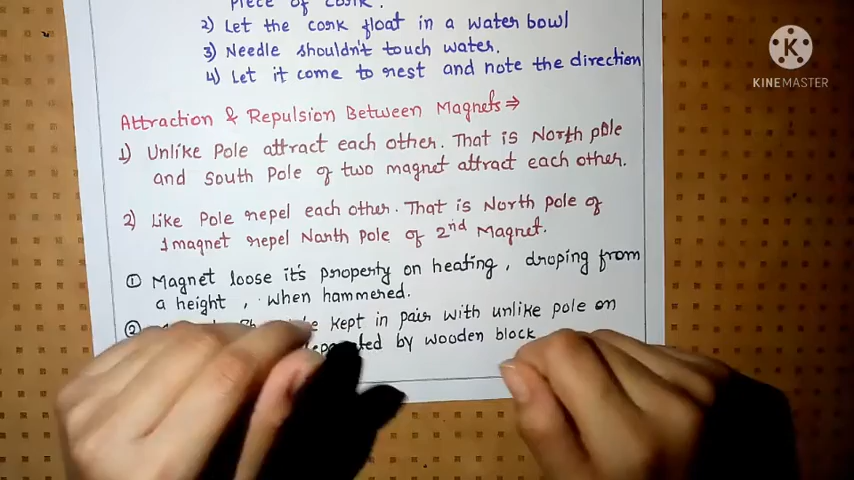 piece of cork.
2) Let the cork float in a water bowl
3) Needle shouldn't touch water.
4) Let it come to rest and note the direction
Attraction & Repulsion Between Magnets ⇒
1) Unlike Pole attract each other. That is North pole
and South Pole of two magnet attract each other.
2) Like Pole repel each other. That is North pole of
1 magnet repel North pole of 2nd Magnet.
① Magnet loose it's property on heating, droping from
a height, when hammered.
② kept in pair with unlike pole on
by wooden block
K
KINEMASTER